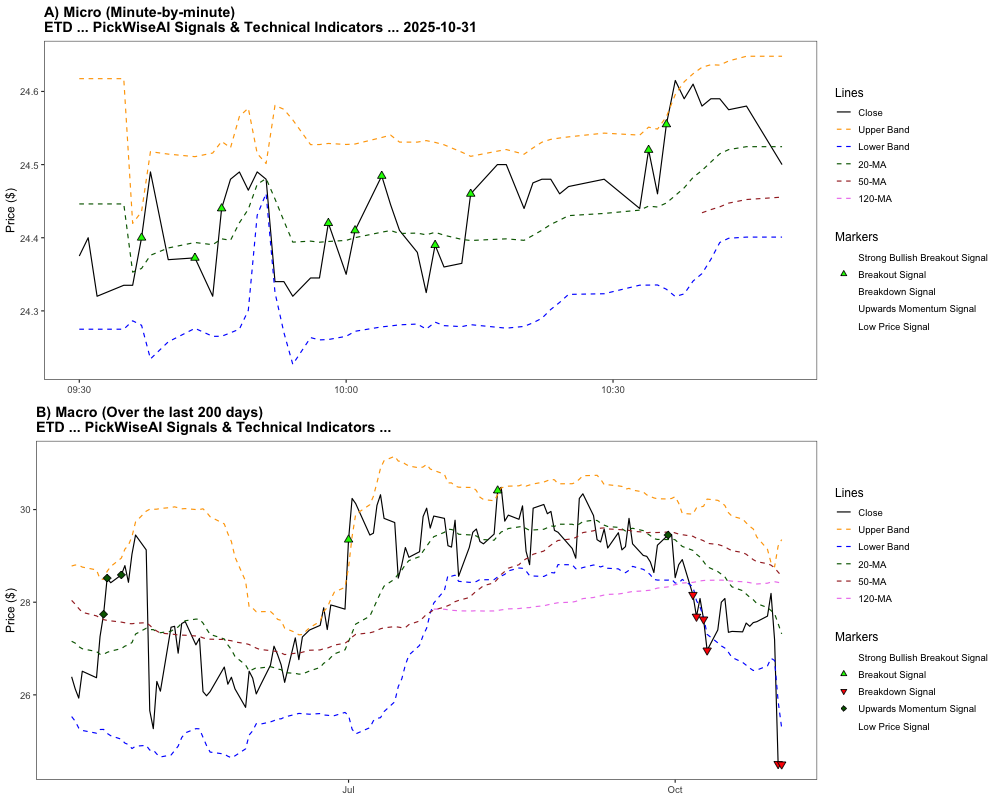 A) Micro (Minute-by-minute)
ETD ... PickWiseAI Signals & Technical Indicators ... 2025-10-31
Price ($)
24.6
24.5
24.4
24.3
09:30
10:00
10:30
Lines
Close
Upper Band
Lower Band
20-MA
50-MA
120-MA
Markers
Strong Bullish Breakout Signal
Breakout Signal
Breakdown Signal
Upwards Momentum Signal
Low Price Signal
B) Macro (Over the last 200 days)
ETD ... PickWiseAI Signals & Technical Indicators ...
Price ($)
30
28
26
Jul
Oct
Lines
Close
Upper Band
Lower Band
20-MA
50-MA
120-MA
Markers
Strong Bullish Breakout Signal
Breakout Signal
Breakdown Signal
Upwards Momentum Signal
Low Price Signal